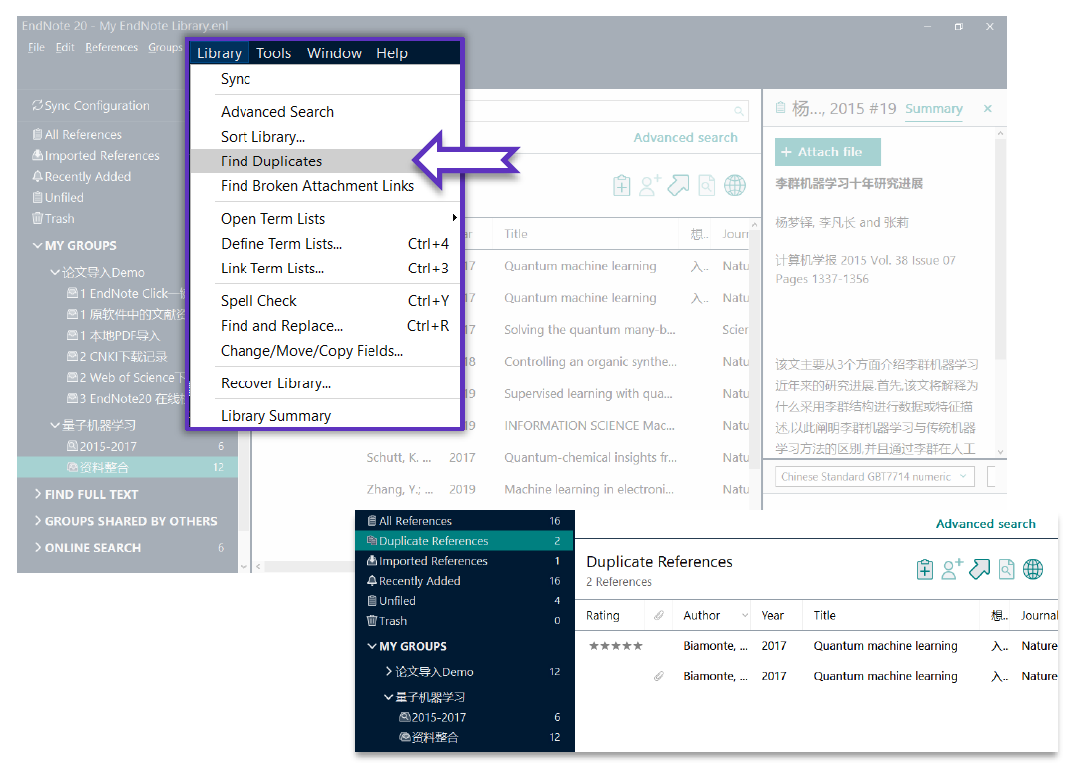 EndNote 20 - My EndNote Library.enl
File Edit References Groups
Library Tools Window Help
Sync
Advanced Search
Sort Library...
Find Duplicates
Find Broken Attachment Links
Open Term Lists
Define Term Lists... Ctrl+4
Link Term Lists... Ctrl+3
Spell Check Ctrl+Y
Find and Replace... Ctrl+R
Change/Move/Copy Fields...
Recover Library...
Library Summary
Sync Configuration
All References
Imported References
Recently Added
Unfiled
Trash
MY GROUPS
论文导入Demo
1 EndNote Click一
1 原软件中的文献
1 本地PDF导入
2 CNKI下载记录
2 Web of Science下
3 EndNote20 在线
量子机器学习
2015-2017 6
资料整合 12
FIND FULL TEXT
GROUPS SHARED BY OTHERS
ONLINE SEARCH 6
Advanced search
Title 想.. Journ
17 Quantum machine learning 入.. Natu
17 Quantum machine learning 入.. Natu
17 Solving the quantum many-b... Scien
18 Controlling an organic synthe... Natu
19 Supervised learning with qua... Natu
19 INFORMATION SCIENCE Mac... Natu
Schutt, K. ... 2017 Quantum-chemical insights fr... Natu
Zhang, Y.; ... 2019 Machine learning in electroni... Natu
杨..., 2015 #19 Summary
+ Attach file
李群机器学习十年研究进展
杨梦铎, 李凡长 and 张莉
计算机学报 2015 Vol. 38 Issue 07
Pages 1337-1356
该文主要从3个方面介绍李群机器学习
近年来的研究进展.首先,该文将解释为
什么采用李群结构进行数据或特征描
述,以此阐明李群机器学习与传统机器
学习方法的区别,并且通过李群在人工
Chinese Standard GBT7714 numeric
All References 16
Duplicate References 2
Imported References 1
Recently Added 16
Unfiled 4
Trash 0
MY GROUPS
论文导入Demo 12
量子机器学习
2015-2017 6
资料整合 12
Advanced search
Duplicate References
2 References
Rating Author Year Title 想.. Journal
★★★★★ Biamonte, ... 2017 Quantum machine learning 入.. Nature
Biamonte, ... 2017 Quantum machine learning 入.. Nature